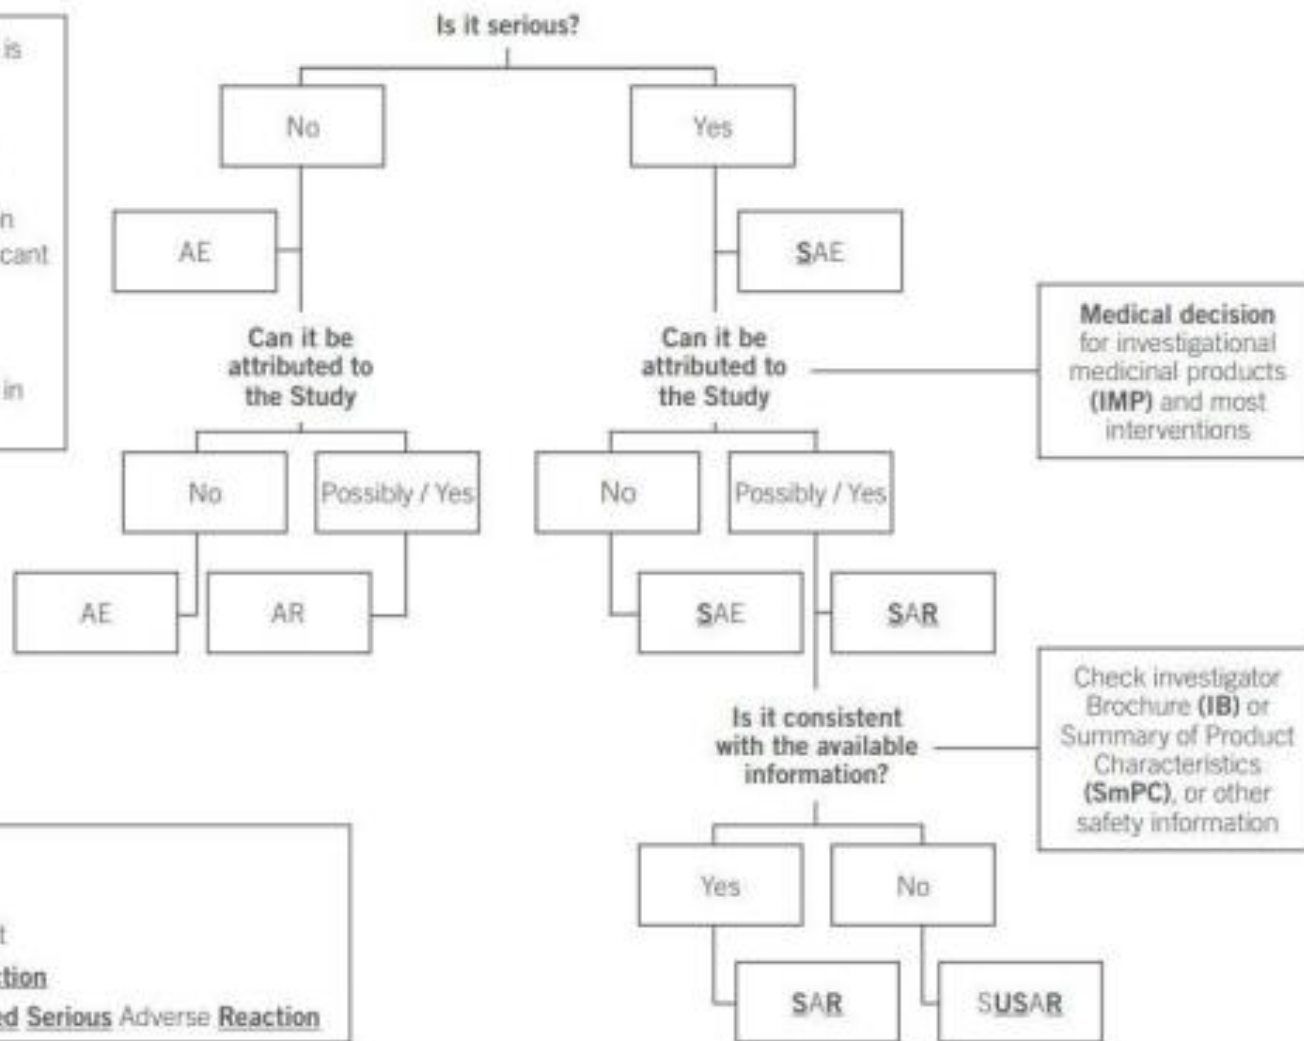 Is it serious?
is
No
Yes
n
cant
AE
SAE
in
Can it be
attributed to
the Study
Can it be
attributed to
the Study
Medical decision
for investigational
medicinal products
(IMP) and most
interventions
No
Possibly / Yes
No
Possibly / Yes
AE
AR
SAE
SAR
Is it consistent
with the available
information?
Check investigator
Brochure (IB) or
Summary of Product
Characteristics
(SmPC), or other
safety information
Yes
No
t
tion
ed Serious Adverse Reaction
SAR
SUSAR